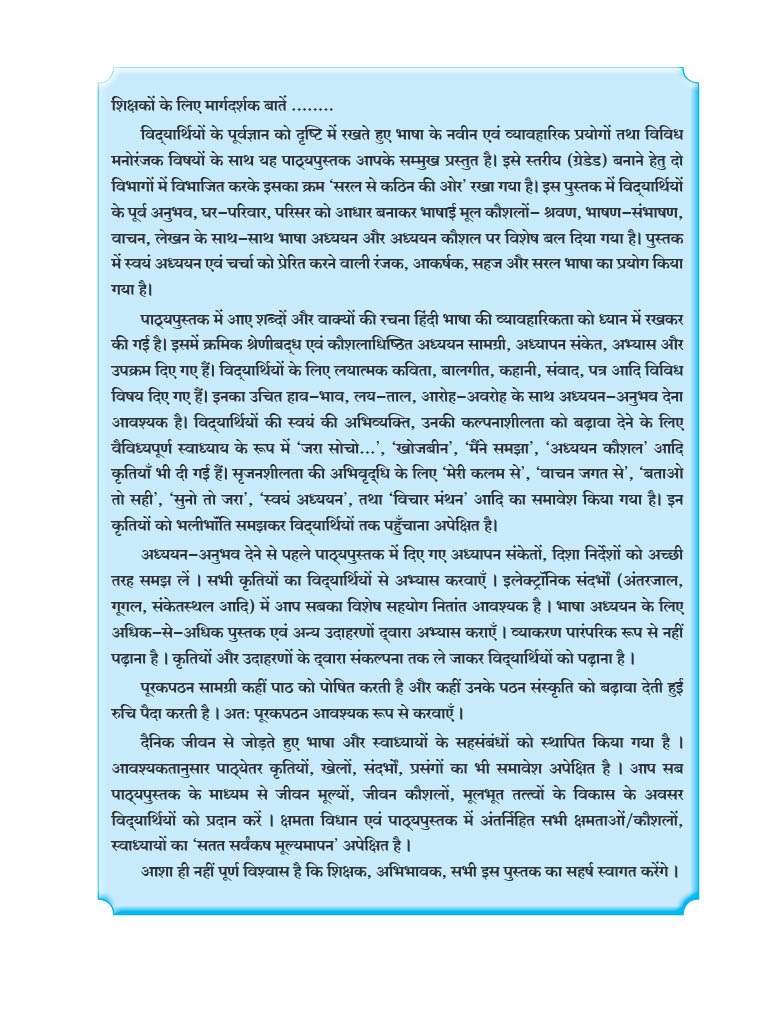 शिक्षकों के लिए मार्गदर्शक बातें ........
विद्यार्थियों के पूर्वज्ञान को दृष्टि में रखते हुए भाषा के नवीन एवं व्यावहारिक प्रयोगों तथा विविध
मनोरंजक विषयों के साथ यह पाठ्यपुस्तक आपके सम्मुख प्रस्तुत है। इसे स्तरीय (ग्रेडेड) बनाने हेतु दो
विभागों में विभाजित करके इसका क्रम ‘सरल से कठिन की ओर’ रखा गया है। इस पुस्तक में विद्यार्थियों
के पूर्व अनुभव, घर-परिवार, परिसर को आधार बनाकर भाषाई मूल कौशलों- श्रवण, भाषण-संभाषण,
वाचन, लेखन के साथ-साथ भाषा अध्ययन और अध्ययन कौशल पर विशेष बल दिया गया है। पुस्तक
में स्वयं अध्ययन एवं चर्चा को प्रेरित करने वाली रंजक, आकर्षक, सहज और सरल भाषा का प्रयोग किया
गया है।
पाठ्यपुस्तक में आए शब्दों और वाक्यों की रचना हिंदी भाषा की व्यावहारिकता को ध्यान में रखकर
की गई है। इसमें क्रमिक श्रेणीबद्ध एवं कौशलाधिष्ठित अध्ययन सामग्री, अध्यापन संकेत, अभ्यास और
उपक्रम दिए गए हैं। विद्यार्थियों के लिए लयात्मक कविता, बालगीत, कहानी, संवाद, पत्र आदि विविध
विषय दिए गए हैं। इनका उचित हाव-भाव, लय-ताल, आरोह-अवरोह के साथ अध्ययन-अनुभव देना
आवश्यक है। विद्यार्थियों की स्वयं की अभिव्यक्ति, उनकी कल्पनाशीलता को बढ़ावा देने के लिए
वैविध्यपूर्ण स्वाध्याय के रूप में ‘जरा सोचो...’, ‘खोजबीन’, ‘मैंने समझा’, ‘अध्ययन कौशल’ आदि
कृतियाँ भी दी गई हैं। सृजनशीलता की अभिवृद्धि के लिए ‘मेरी कलम से’, ‘वाचन जगत से’, ‘बताओ
तो सही’, ‘सुनो तो जरा’, ‘स्वयं अध्ययन’, तथा ‘विचार मंथन’ आदि का समावेश किया गया है। इन
कृतियों को भलीभाँति समझकर विद्यार्थियों तक पहुँचाना अपेक्षित है।
अध्ययन-अनुभव देने से पहले पाठ्यपुस्तक में दिए गए अध्यापन संकेतों, दिशा निर्देशों को अच्छी
तरह समझ लें । सभी कृतियों का विद्यार्थियों से अभ्यास करवाएँ । इलेक्ट्रॉनिक संदर्भों (अंतरजाल,
गूगल, संकेतस्थल आदि) में आप सबका विशेष सहयोग नितांत आवश्यक है । भाषा अध्ययन के लिए
अधिक-से-अधिक पुस्तक एवं अन्य उदाहरणों द्वारा अभ्यास कराएँ । व्याकरण पारंपरिक रूप से नहीं
पढ़ाना है । कृतियों और उदाहरणों के द्वारा संकल्पना तक ले जाकर विद्यार्थियों को पढ़ाना है ।
पूरकपठन सामग्री कहीं पाठ को पोषित करती है और कहीं उनके पठन संस्कृति को बढ़ावा देती हुई
रुचि पैदा करती है । अतः पूरकपठन आवश्यक रूप से करवाएँ ।
दैनिक जीवन से जोड़ते हुए भाषा और स्वाध्यायों के सहसंबंधों को स्थापित किया गया है ।
आवश्यकतानुसार पाठ्येतर कृतियों, खेलों, संदर्भों, प्रसंगों का भी समावेश अपेक्षित है । आप सब
पाठ्यपुस्तक के माध्यम से जीवन मूल्यों, जीवन कौशलों, मूलभूत तत्त्वों के विकास के अवसर
विद्यार्थियों को प्रदान करें । क्षमता विधान एवं पाठ्यपुस्तक में अंतर्निहित सभी क्षमताओं/कौशलों,
स्वाध्यायों का ‘सतत सर्वंकष मूल्यमापन’ अपेक्षित है ।
आशा ही नहीं पूर्ण विश्वास है कि शिक्षक, अभिभावक, सभी इस पुस्तक का सहर्ष स्वागत करेंगे ।